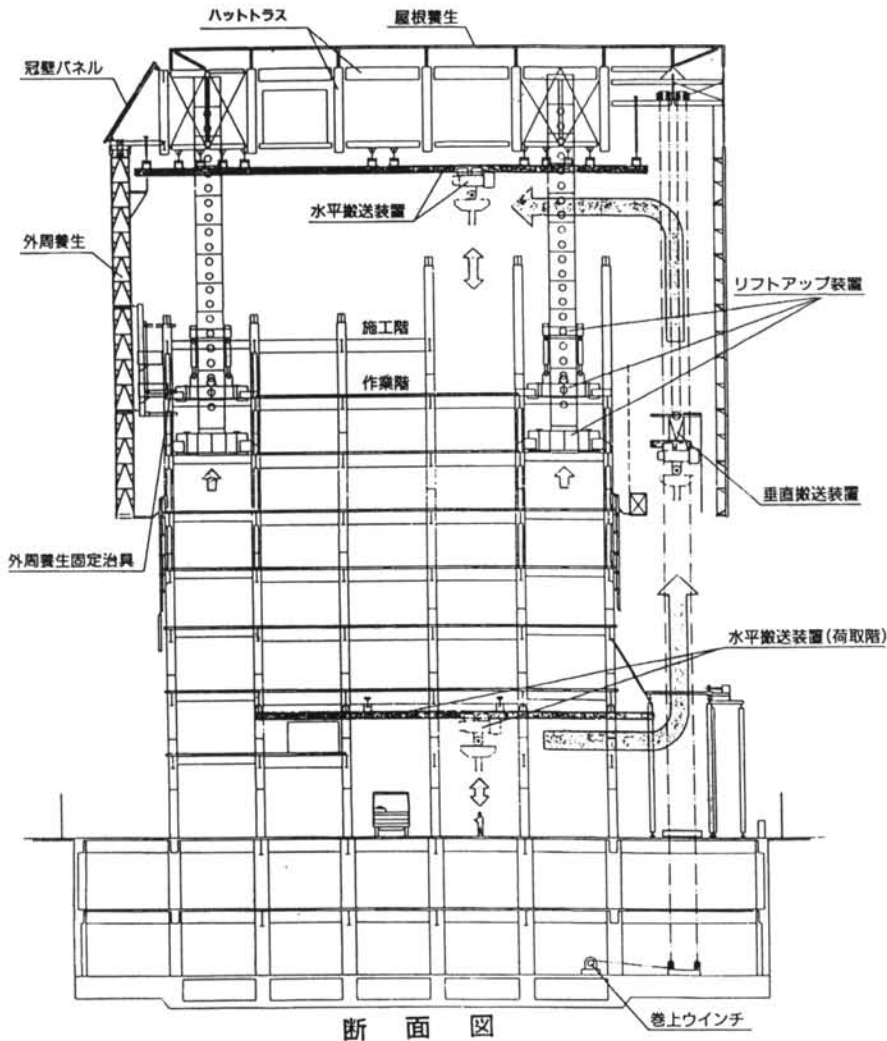 ハットトラス
屋根養生
冠壁パネル
水平搬送装置
外周養生
リフトアップ装置
施工階
作業階
垂直搬送装置
外周養生固定治具
水平搬送装置(荷取階)
巻上ウインチ
断面図